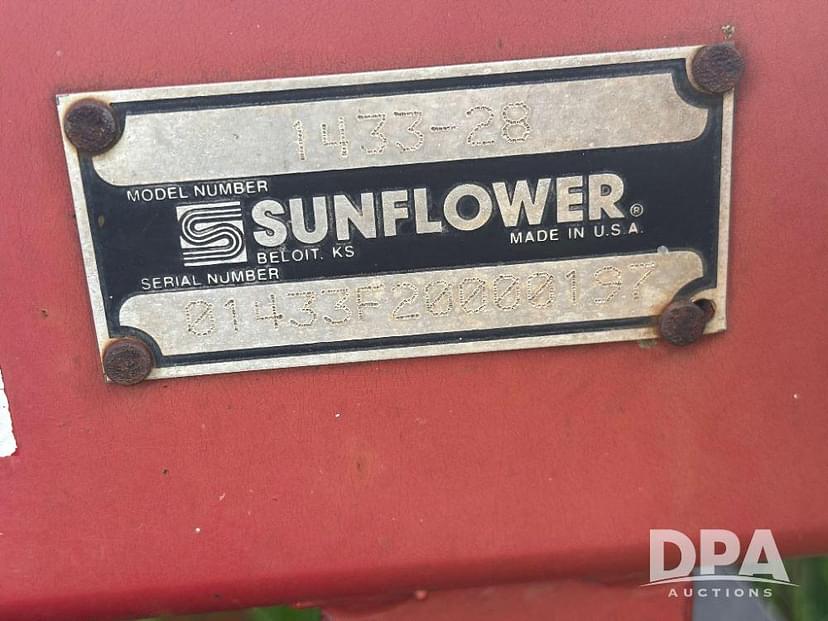 1433-28
MODEL NUMBER
SUNFLOWER®
BELOIT, KS MADE IN U.S.A.
SERIAL NUMBER
01433F20000197
DPA
AUCTIONS